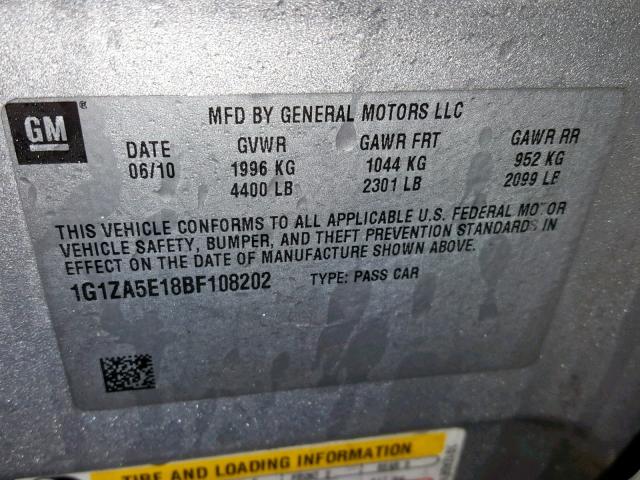 GM
MFD BY GENERAL MOTORS LLC
DATE GVWR GAWR FRT GAWR RR
06/10 1996 KG 1044 KG 952 KG
4400 LB 2301 LB 2099 LB
THIS VEHICLE CONFORMS TO ALL APPLICABLE U.S. FEDERAL MOTOR
VEHICLE SAFETY, BUMPER, AND THEFT PREVENTION STANDARDS IN
EFFECT ON THE DATE OF MANUFACTURE SHOWN ABOVE.
1G1ZA5E18BF108202 TYPE: PASS CAR
TIRE AND LOADING INFORMATION